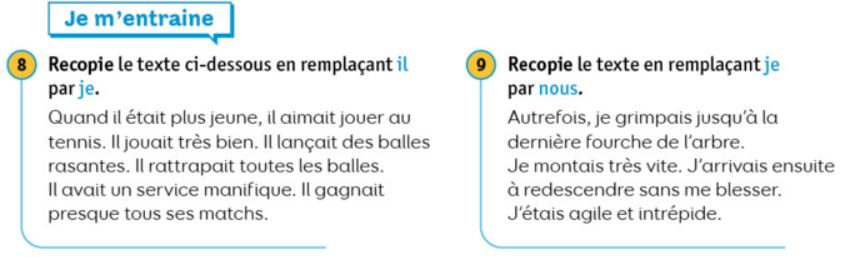 Je m'entraine
8 Recopie le texte ci-dessous en remplaçant il
par je.
Quand il était plus jeune, il aimait jouer au
tennis. Il jouait très bien. Il lançait des balles
rasantes. Il rattrapait toutes les balles.
Il avait un service manifique. Il gagnait
presque tous ses matchs.
9 Recopie le texte en remplaçant je
par nous.
Autrefois, je grimpais jusqu'à la
dernière fourche de l'arbre.
Je montais très vite. J'arrivais ensuite
à redescendre sans me blesser.
J'étais agile et intrépide.